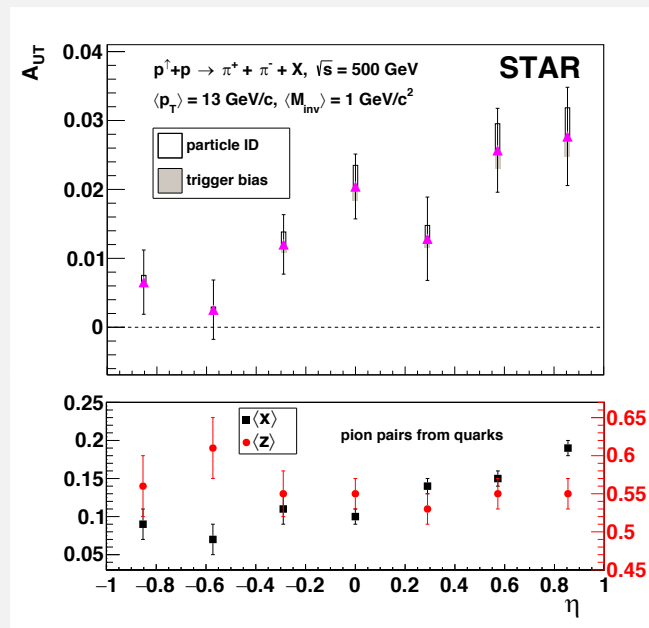 A_UT
0.04
0.03
0.02
0.01
0
p↑+p → π⁺ + π⁻ + X, √s = 500 GeV
STAR
⟨p_T⟩ = 13 GeV/c, ⟨M_inv⟩ = 1 GeV/c²
particle ID
trigger bias
0.25
0.2
0.15
0.1
0.05
⟨x⟩
⟨z⟩
pion pairs from quarks
0.65
0.6
0.55
0.5
0.45
−1 −0.8 −0.6 −0.4 −0.2 0 0.2 0.4 0.6 0.8 1
η